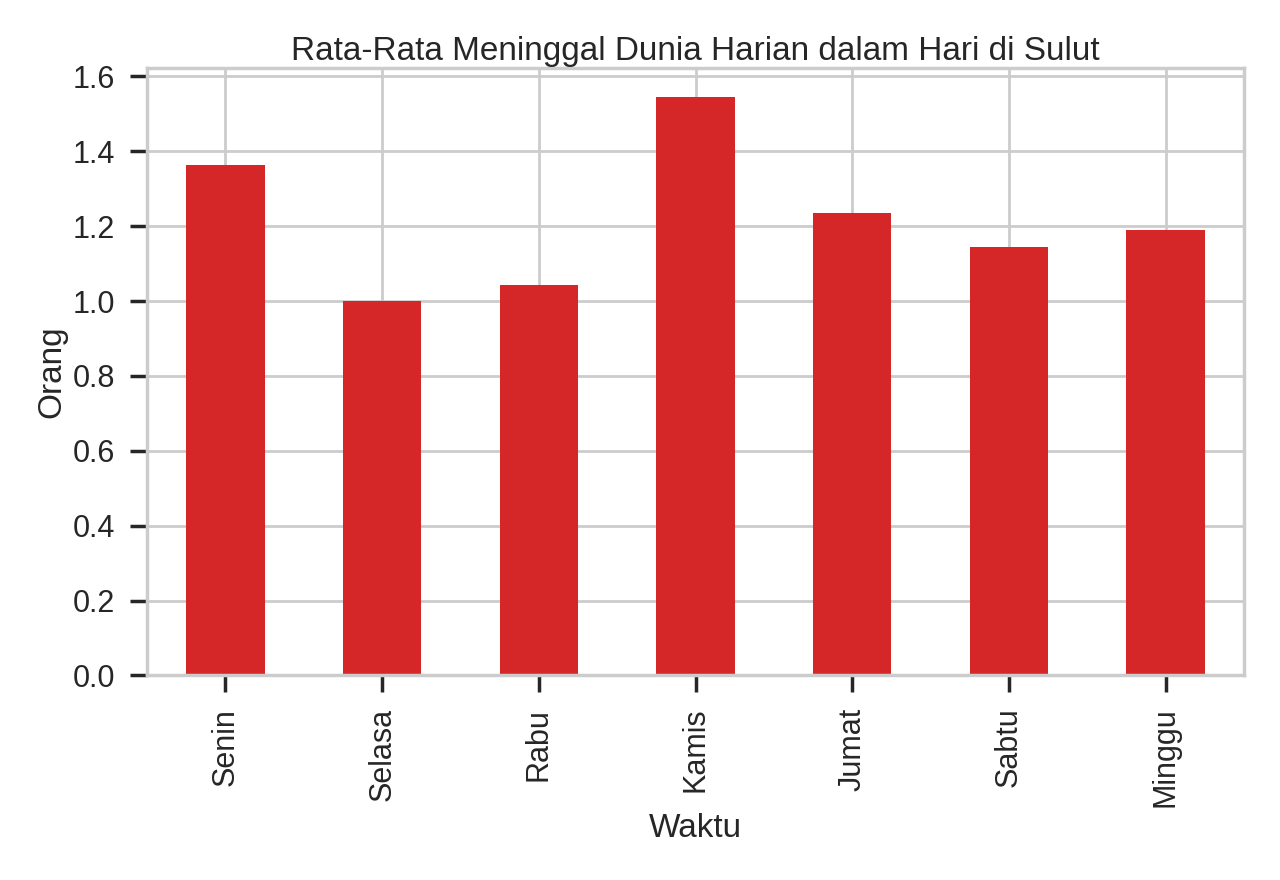 Rata-Rata Meninggal Dunia Harian dalam Hari di Sulut
1.6
1.4
1.2
1.0
0.8
0.6
0.4
0.2
0.0
Orang
Senin
Selasa
Rabu
Kamis
Jumat
Sabtu
Minggu
Waktu